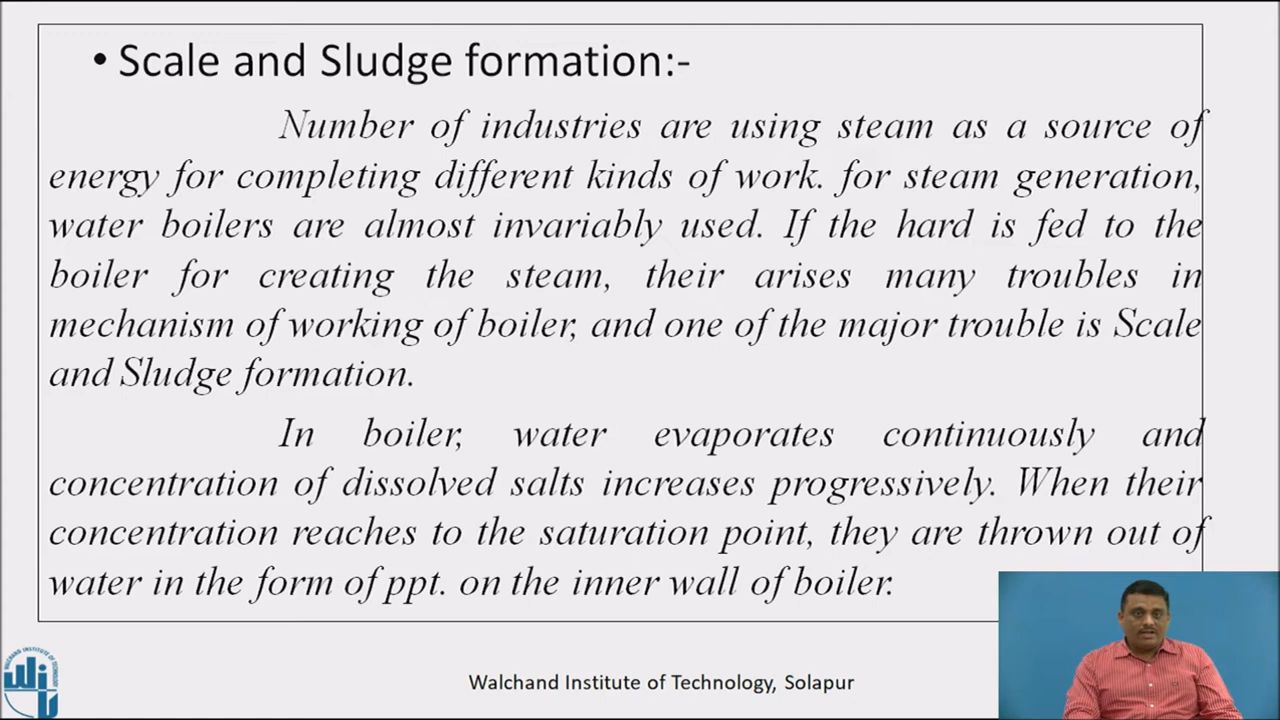 • Scale and Sludge formation:-
Number of industries are using steam as a source of
energy for completing different kinds of work. for steam generation,
water boilers are almost invariably used. If the hard is fed to the
boiler for creating the steam, their arises many troubles in
mechanism of working of boiler, and one of the major trouble is Scale
and Sludge formation.
In boiler, water evaporates continuously and
concentration of dissolved salts increases progressively. When their
concentration reaches to the saturation point, they are thrown out of
water in the form of ppt. on the inner wall of boiler.
WALCHAND INSTITUTE OF TECHNOLOGY
WIT
Walchand Institute of Technology, Solapur